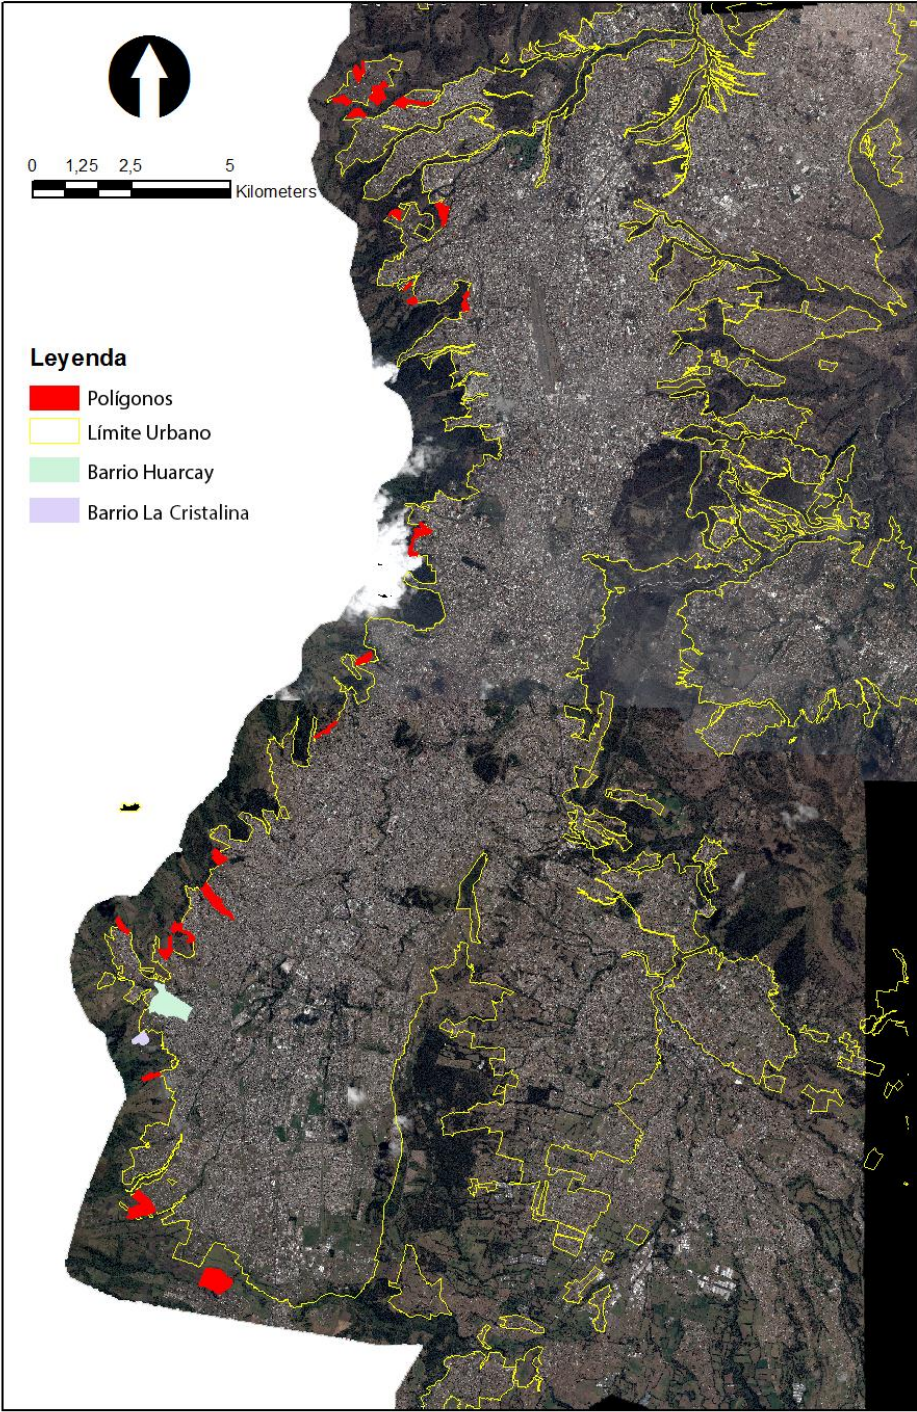 0 1,25 2,5 5
Kilometers
Leyenda
Polígonos
Límite Urbano
Barrio Huarcay
Barrio La Cristalina